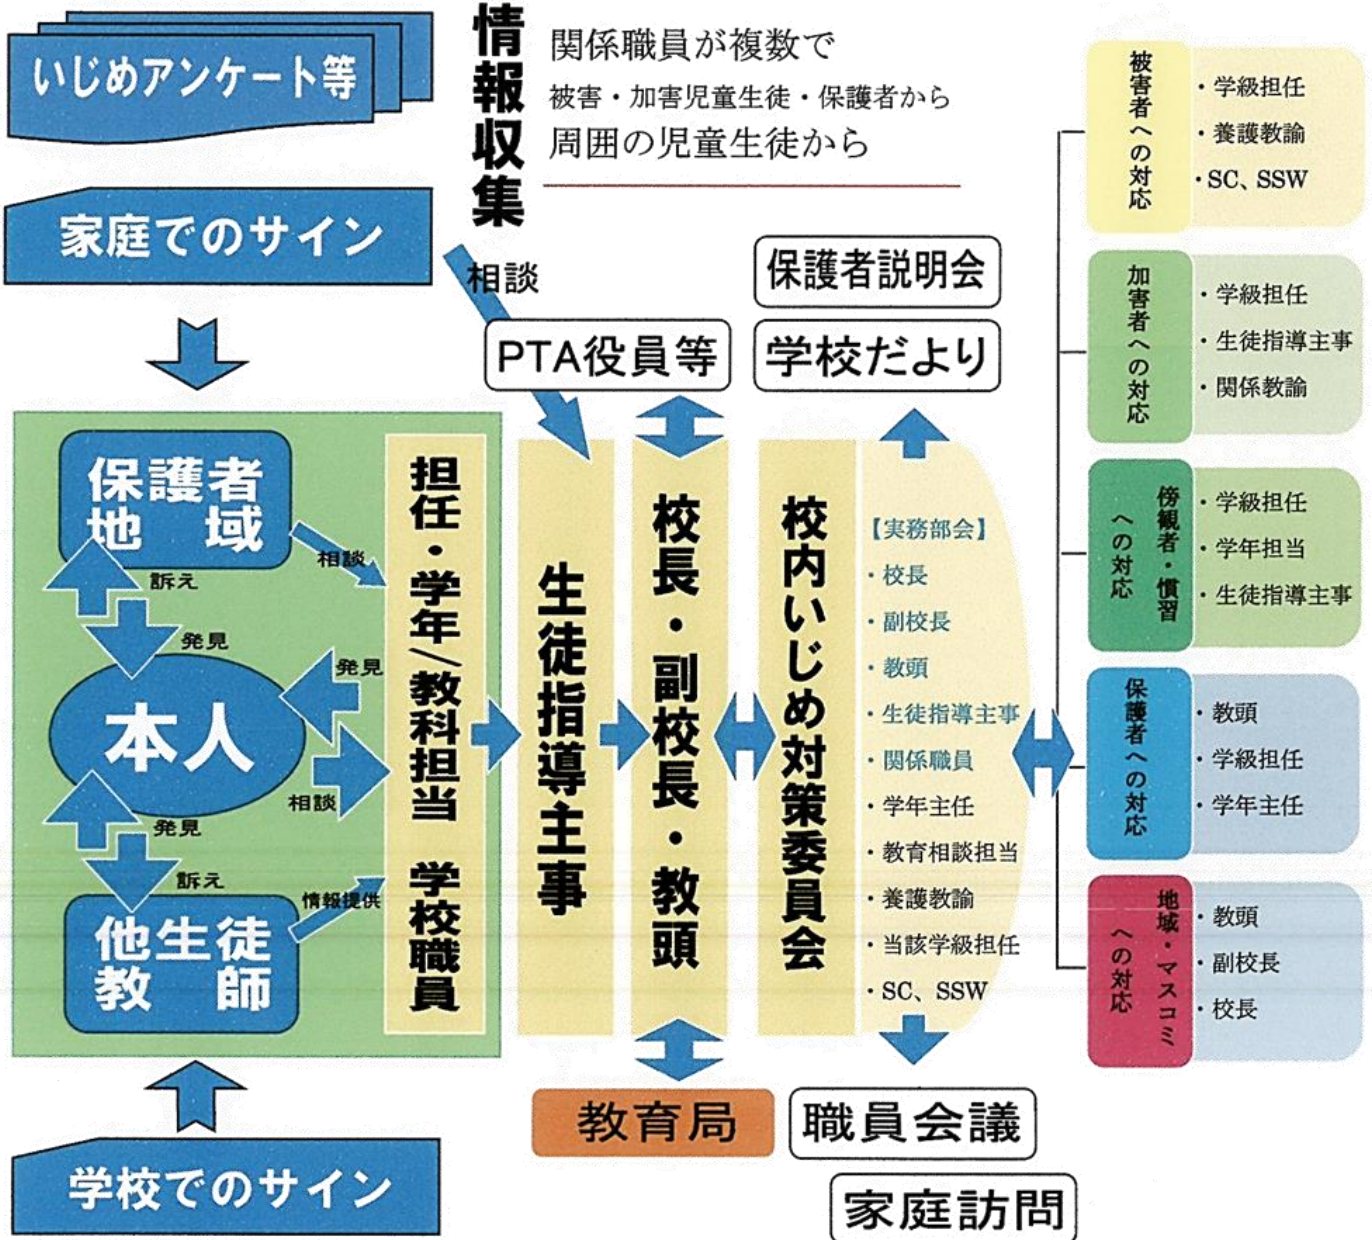 いじめアンケート等
家庭でのサイン
情報収集
関係職員が複数で
被害・加害児童生徒・保護者から
周囲の児童生徒から
相談
PTA役員等
保護者説明会
学校だより
保護者
地　域
相談
訴え
発見
本人
発見
相談
発見
訴え
情報提供
他生徒
教　師
担任・学年/教科担当　学校職員
生徒指導主事
校長・副校長・教頭
校内いじめ対策委員会
【実務部会】
・校長
・副校長
・教頭
・生徒指導主事
・関係職員
・学年主任
・教育相談担当
・養護教諭
・当該学級担任
・SC、SSW
教育局
職員会議
家庭訪問
学校でのサイン
被害者への対応
・学級担任
・養護教諭
・SC、SSW
加害者への対応
・学級担任
・生徒指導主事
・関係教諭
傍観者・慣習
への対応
・学級担任
・学年担当
・生徒指導主事
保護者への対応
・教頭
・学級担任
・学年主任
地域・マスコミ
への対応
・教頭
・副校長
・校長